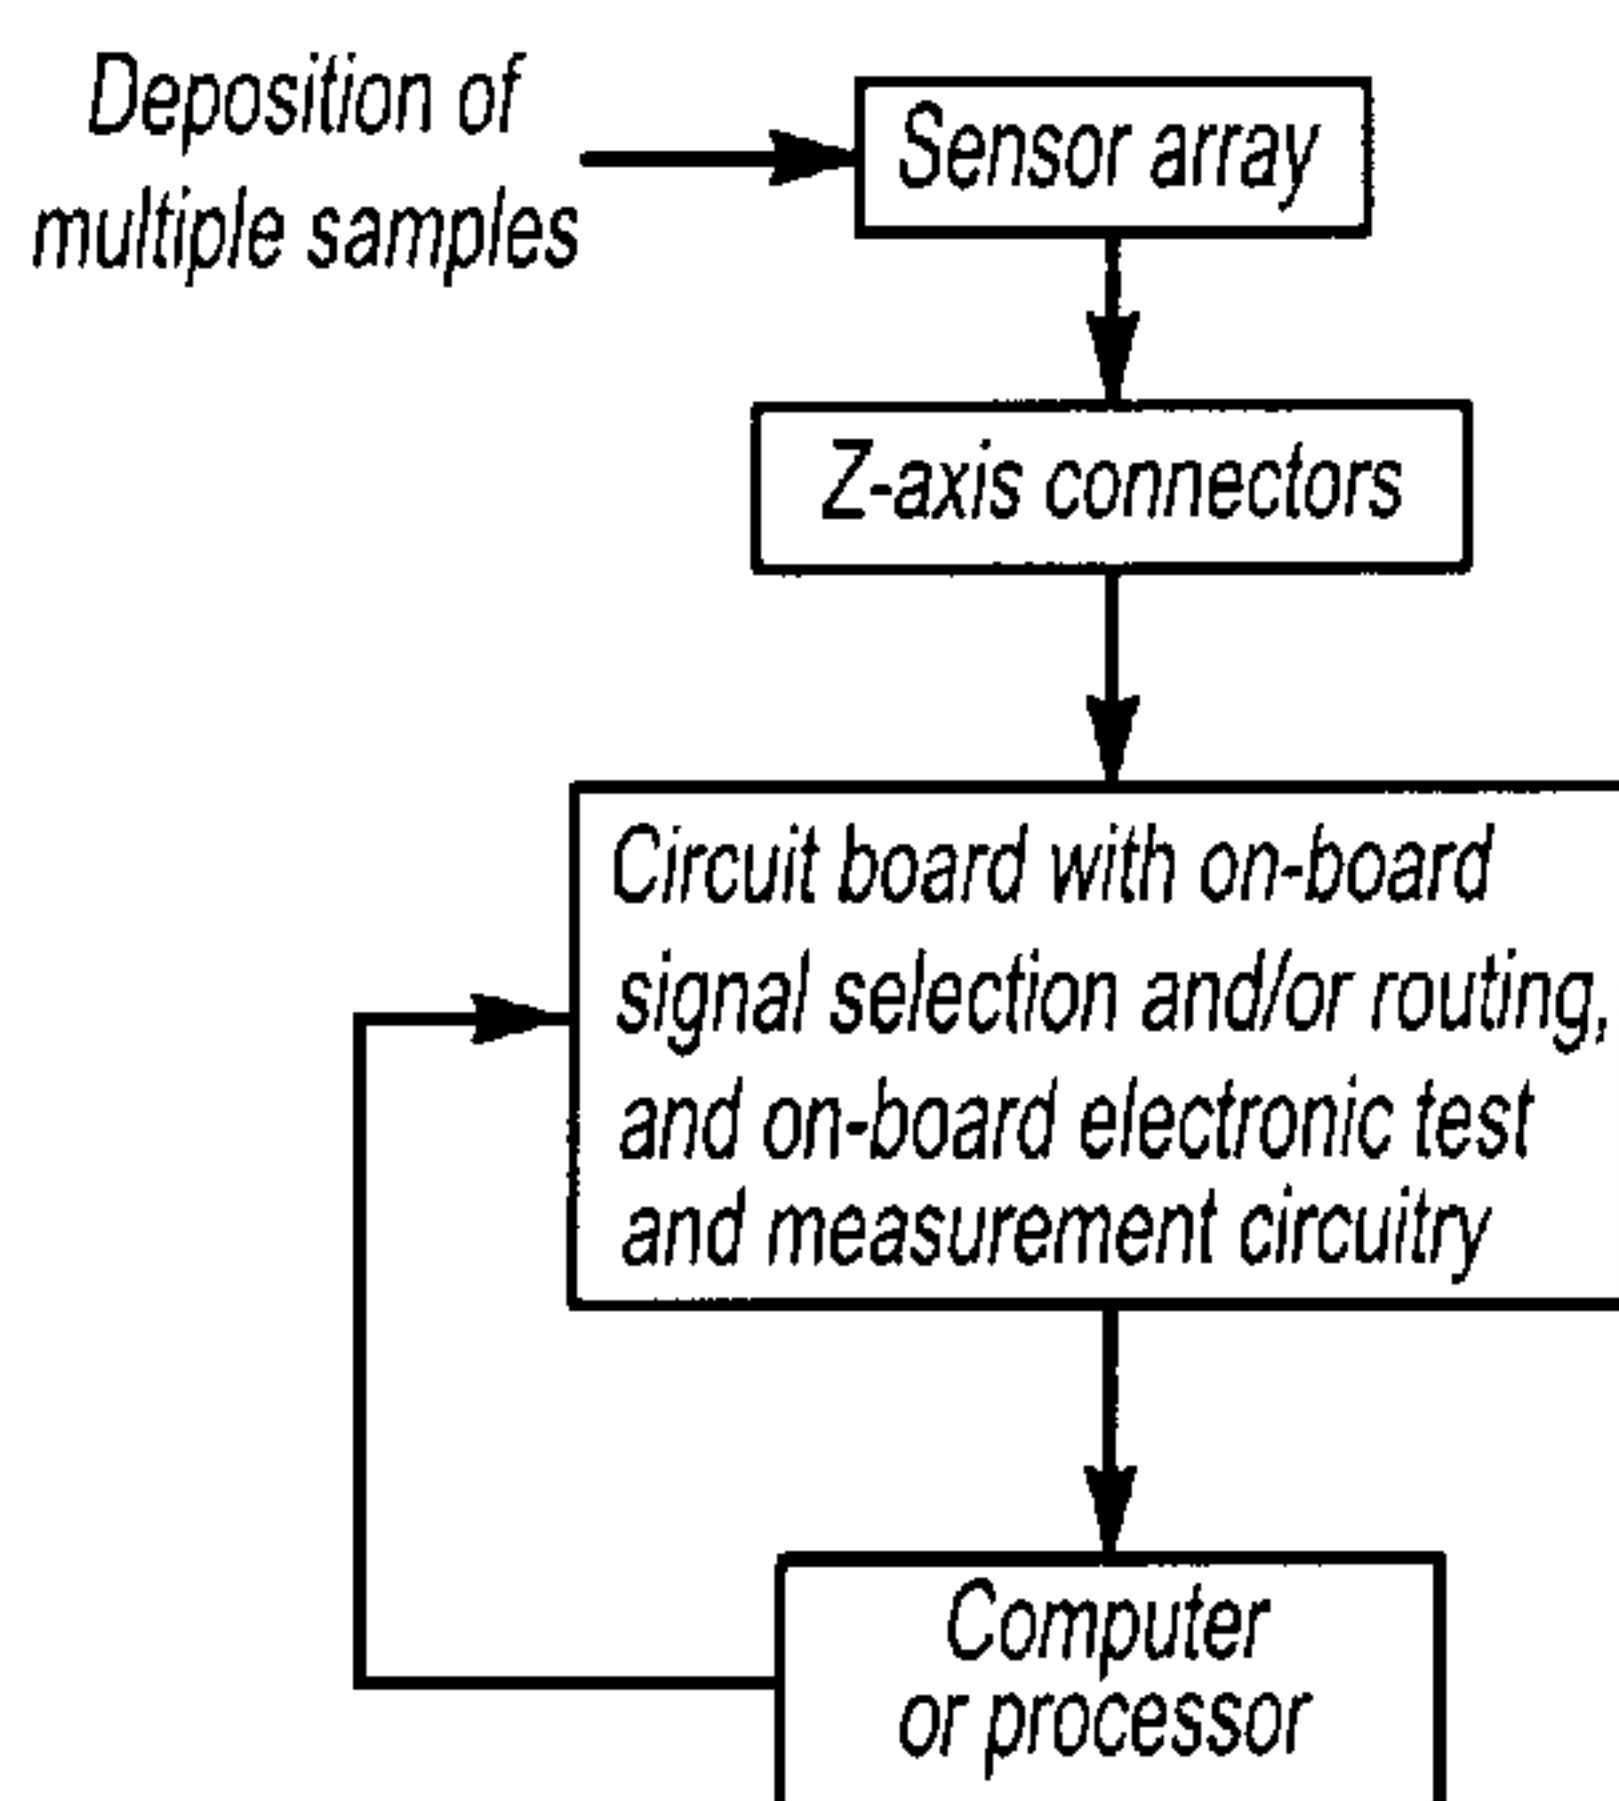 Deposition of
multiple samples
Sensor array
Z-axis connectors
Circuit board with on-board
signal selection and/or routing,
and on-board electronic test
and measurement circuitry
Computer
or processor